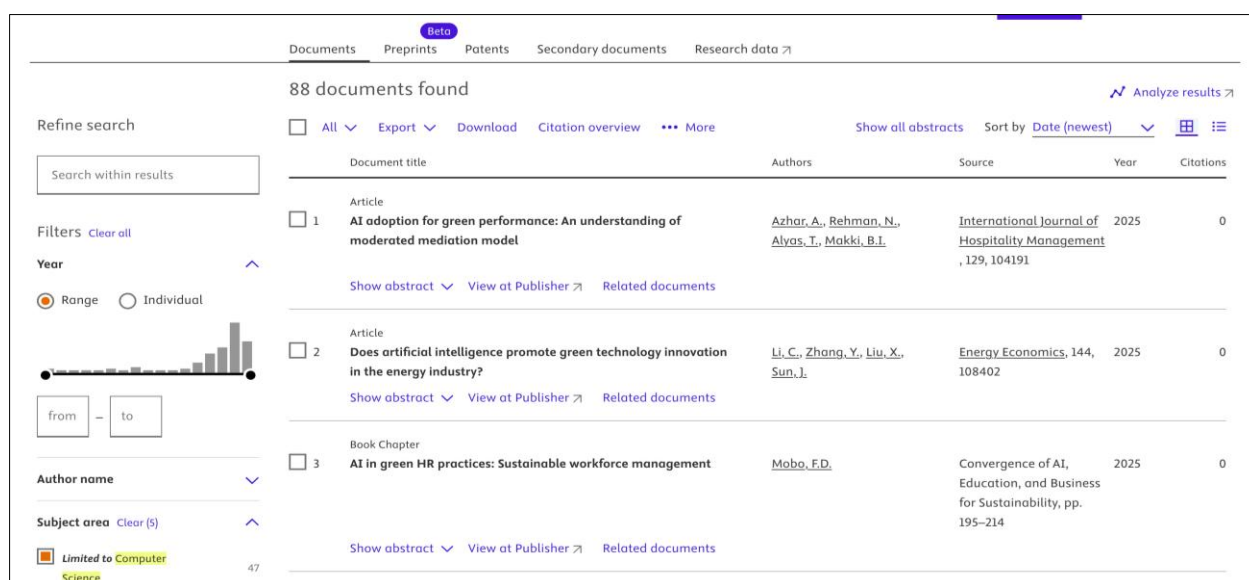 Beta
Documents Preprints Patents Secondary documents Research data
88 documents found
Analyze results
Refine search
All Export Download Citation overview ••• More Show all abstracts Sort by Date (newest)
Document title Authors Source Year Citations
Search within results
Filters Clear all
Year
Range Individual
from – to
Author name
Subject area Clear (5)
Limited to Computer
Science
47
Article
1 AI adoption for green performance: An understanding of
moderated mediation model
Azhar, A., Rehman, N.,
Alyas, T., Makki, B.I.
International Journal of
Hospitality Management
, 129, 104191
2025 0
Show abstract View at Publisher Related documents
Article
2 Does artificial intelligence promote green technology innovation
in the energy industry?
Li, C., Zhang, Y., Liu, X.,
Sun, J.
Energy Economics, 144,
108402
2025 0
Show abstract View at Publisher Related documents
Book Chapter
3 AI in green HR practices: Sustainable workforce management
Mobo, F.D.
Convergence of AI,
Education, and Business
for Sustainability, pp.
195–214
2025 0
Show abstract View at Publisher Related documents